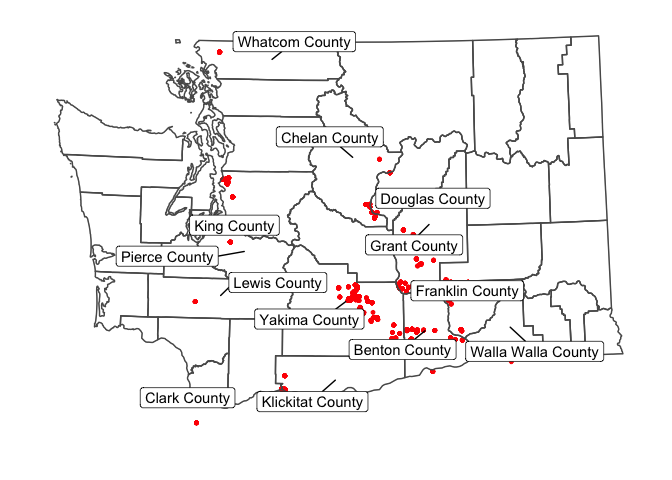 Whatcom County
Chelan County
Douglas County
King County
Grant County
Pierce County
Lewis County
Franklin County
Yakima County
Benton County
Walla Walla County
Clark County
Klickitat County